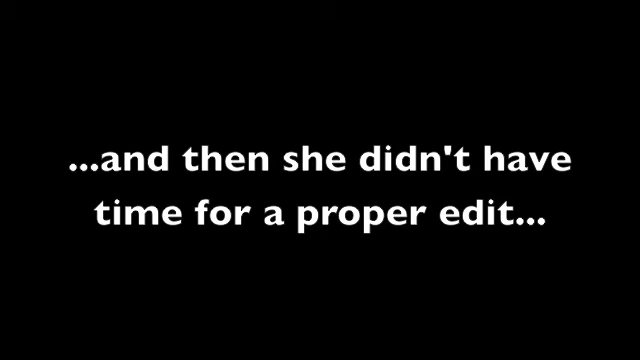 ...and then she didn't have
time for a proper edit...